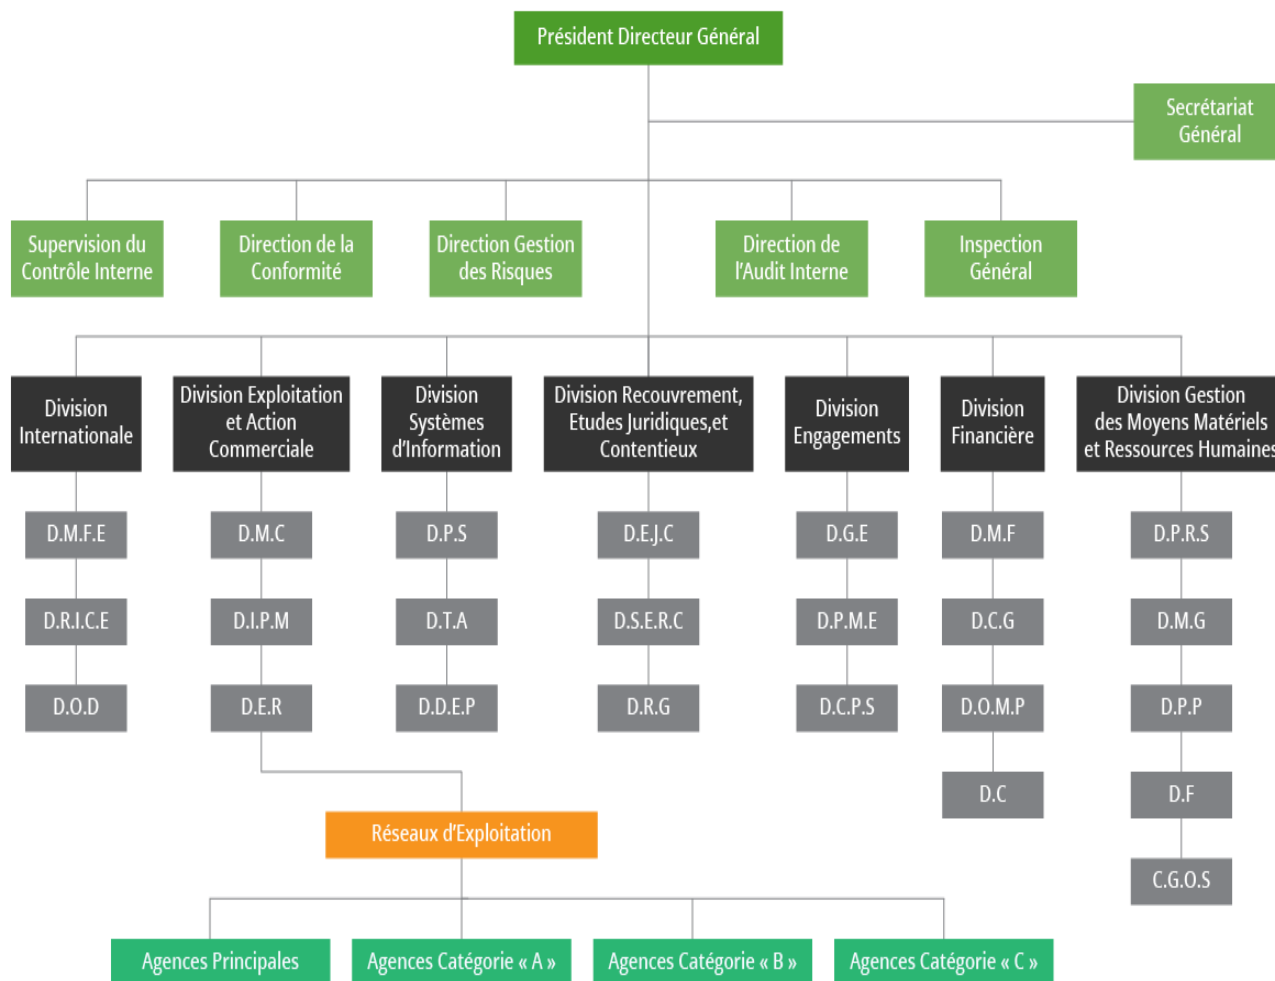 Président Directeur Général
Secrétariat
Général
Supervision du
Contrôle Interne
Direction de la
Conformité
Direction Gestion
des Risques
Direction de
l'Audit Interne
Inspection
Général
Division
Internationale
Division Exploitation
et Action
Commerciale
Division
Systèmes
d'Information
Division Recouvrement,
Etudes Juridiques,et
Contentieux
Division
Engagements
Division
Financière
Division Gestion
des Moyens Matériels
et Ressources Humaines
D.M.F.E
D.M.C
D.P.S
D.E.J.C
D.G.E
D.M.F
D.P.R.S
D.R.I.C.E
D.I.P.M
D.T.A
D.S.E.R.C
D.P.M.E
D.C.G
D.M.G
D.O.D
D.E.R
D.D.E.P
D.R.G
D.C.P.S
D.O.M.P
D.P.P
D.C
D.F
Réseaux d'Exploitation
C.G.O.S
Agences Principales
Agences Catégorie « A »
Agences Catégorie « B »
Agences Catégorie « C »